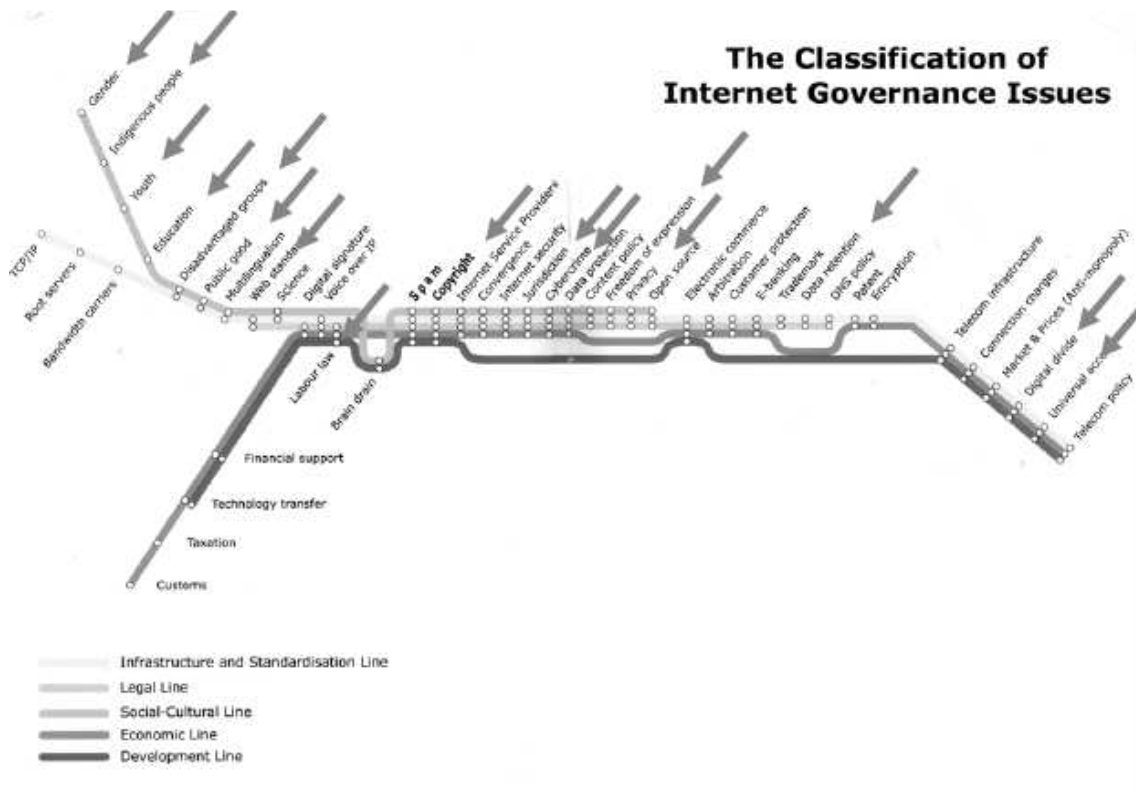 The Classification of
Internet Governance Issues
Gender
Indigenous people
Youth
Education
Disadvantaged groups
Public good
Multilingualism
Web standa
Science
Digital signature
Voice over IP
TCP/IP
Root servers
Bandwidth carriers
Labour law
Brain drain
Spam
Copyright
Internet Service Providers
Convergence
Internet security
Jurisdiction
Cybercrime
Data protection
Content policy
Freedom of expression
Privacy
Open source
Electronic commerce
Arbitration
Customer protection
E-banking
Trademark
Data retention
DNS policy
Patent
Encryption
Telecom infrastructure
Connection charges
Market & Prices (Anti-monopoly)
Digital divide
Universal acce
Telecom policy
Financial support
Technology transfer
Taxation
Customs
Infrastructure and Standardisation Line
Legal Line
Social-Cultural Line
Economic Line
Development Line